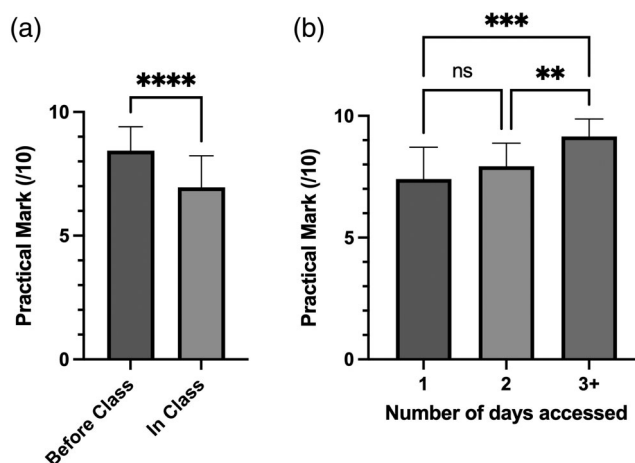 (a)
****
Practical Mark (/10)
10
5
0
Before Class
In Class
(b)
***
ns
**
Practical Mark (/10)
10
5
0
1 2 3+
Number of days accessed